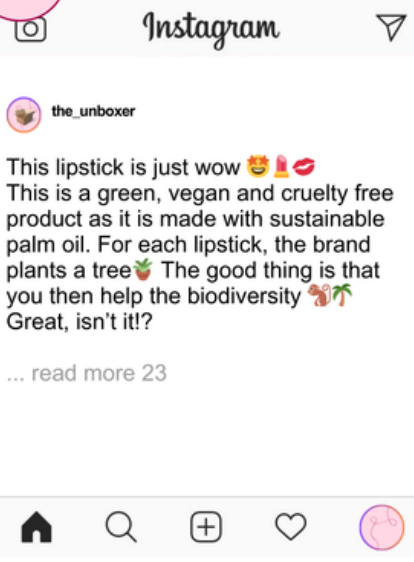 Instagram
the_unboxer
This lipstick is just wow 🤩💄💋
This is a green, vegan and cruelty free
product as it is made with sustainable
palm oil. For each lipstick, the brand
plants a tree🪴 The good thing is that
you then help the biodiversity 🐒🌴
Great, isn't it!?
... read more 23